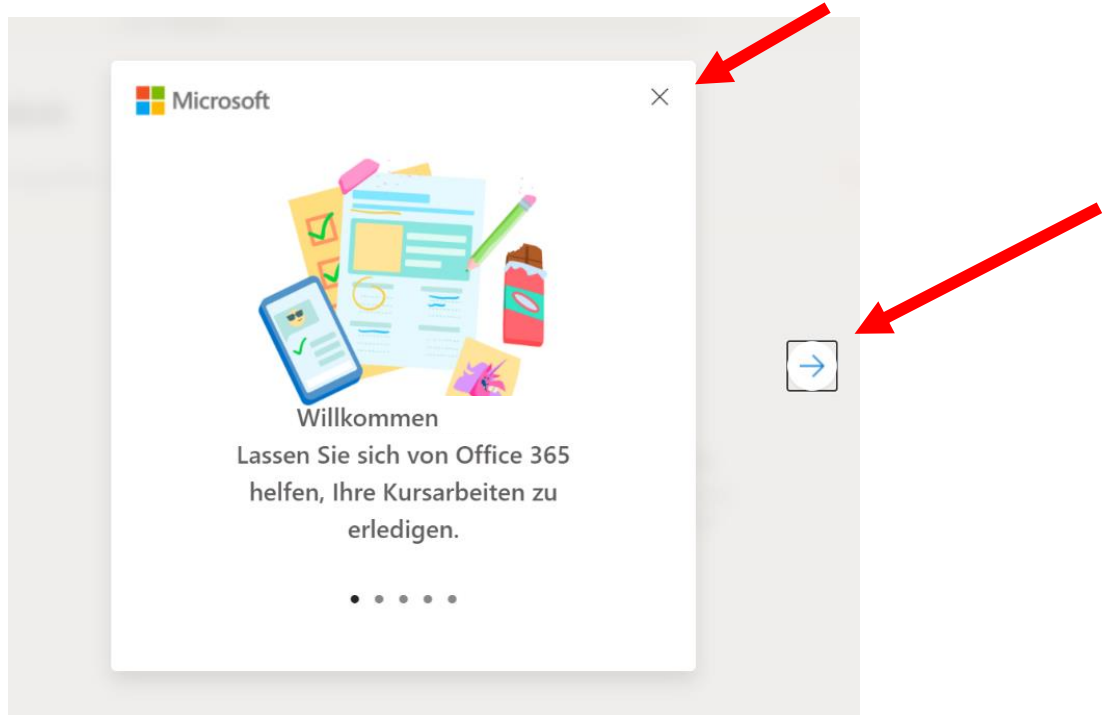 Microsoft
Willkommen
Lassen Sie sich von Office 365
helfen, Ihre Kursarbeiten zu
erledigen.